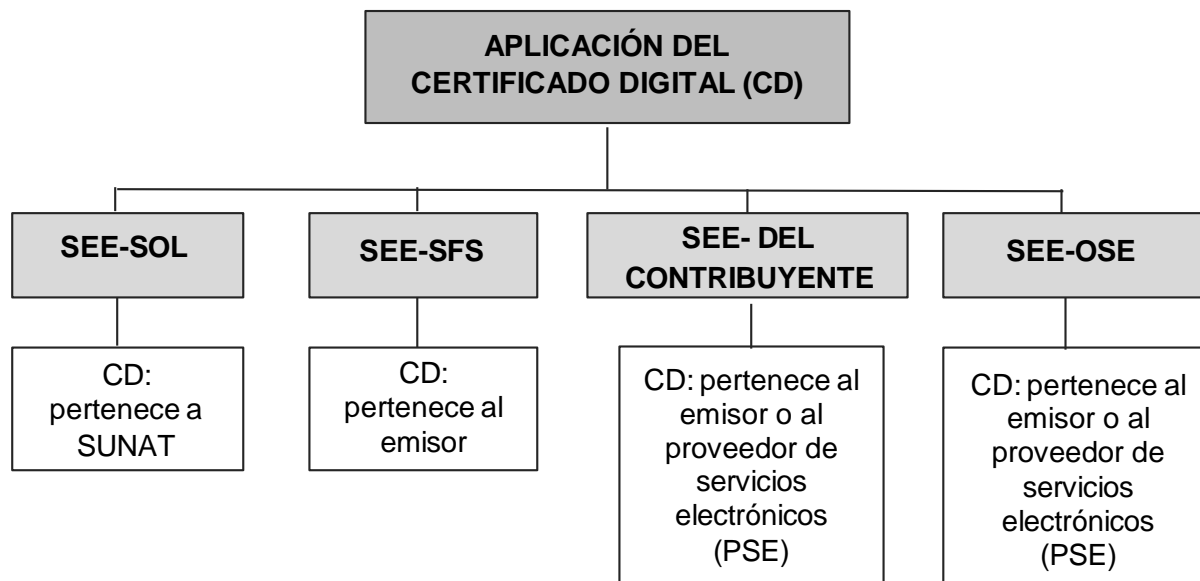 APLICACIÓN DEL
CERTIFICADO DIGITAL (CD)
SEE-SOL
CD:
pertenece a
SUNAT
SEE-SFS
CD:
pertenece al
emisor
SEE- DEL
CONTRIBUYENTE
CD: pertenece al
emisor o al
proveedor de
servicios
electrónicos
(PSE)
SEE-OSE
CD: pertenece al
emisor o al
proveedor de
servicios
electrónicos
(PSE)